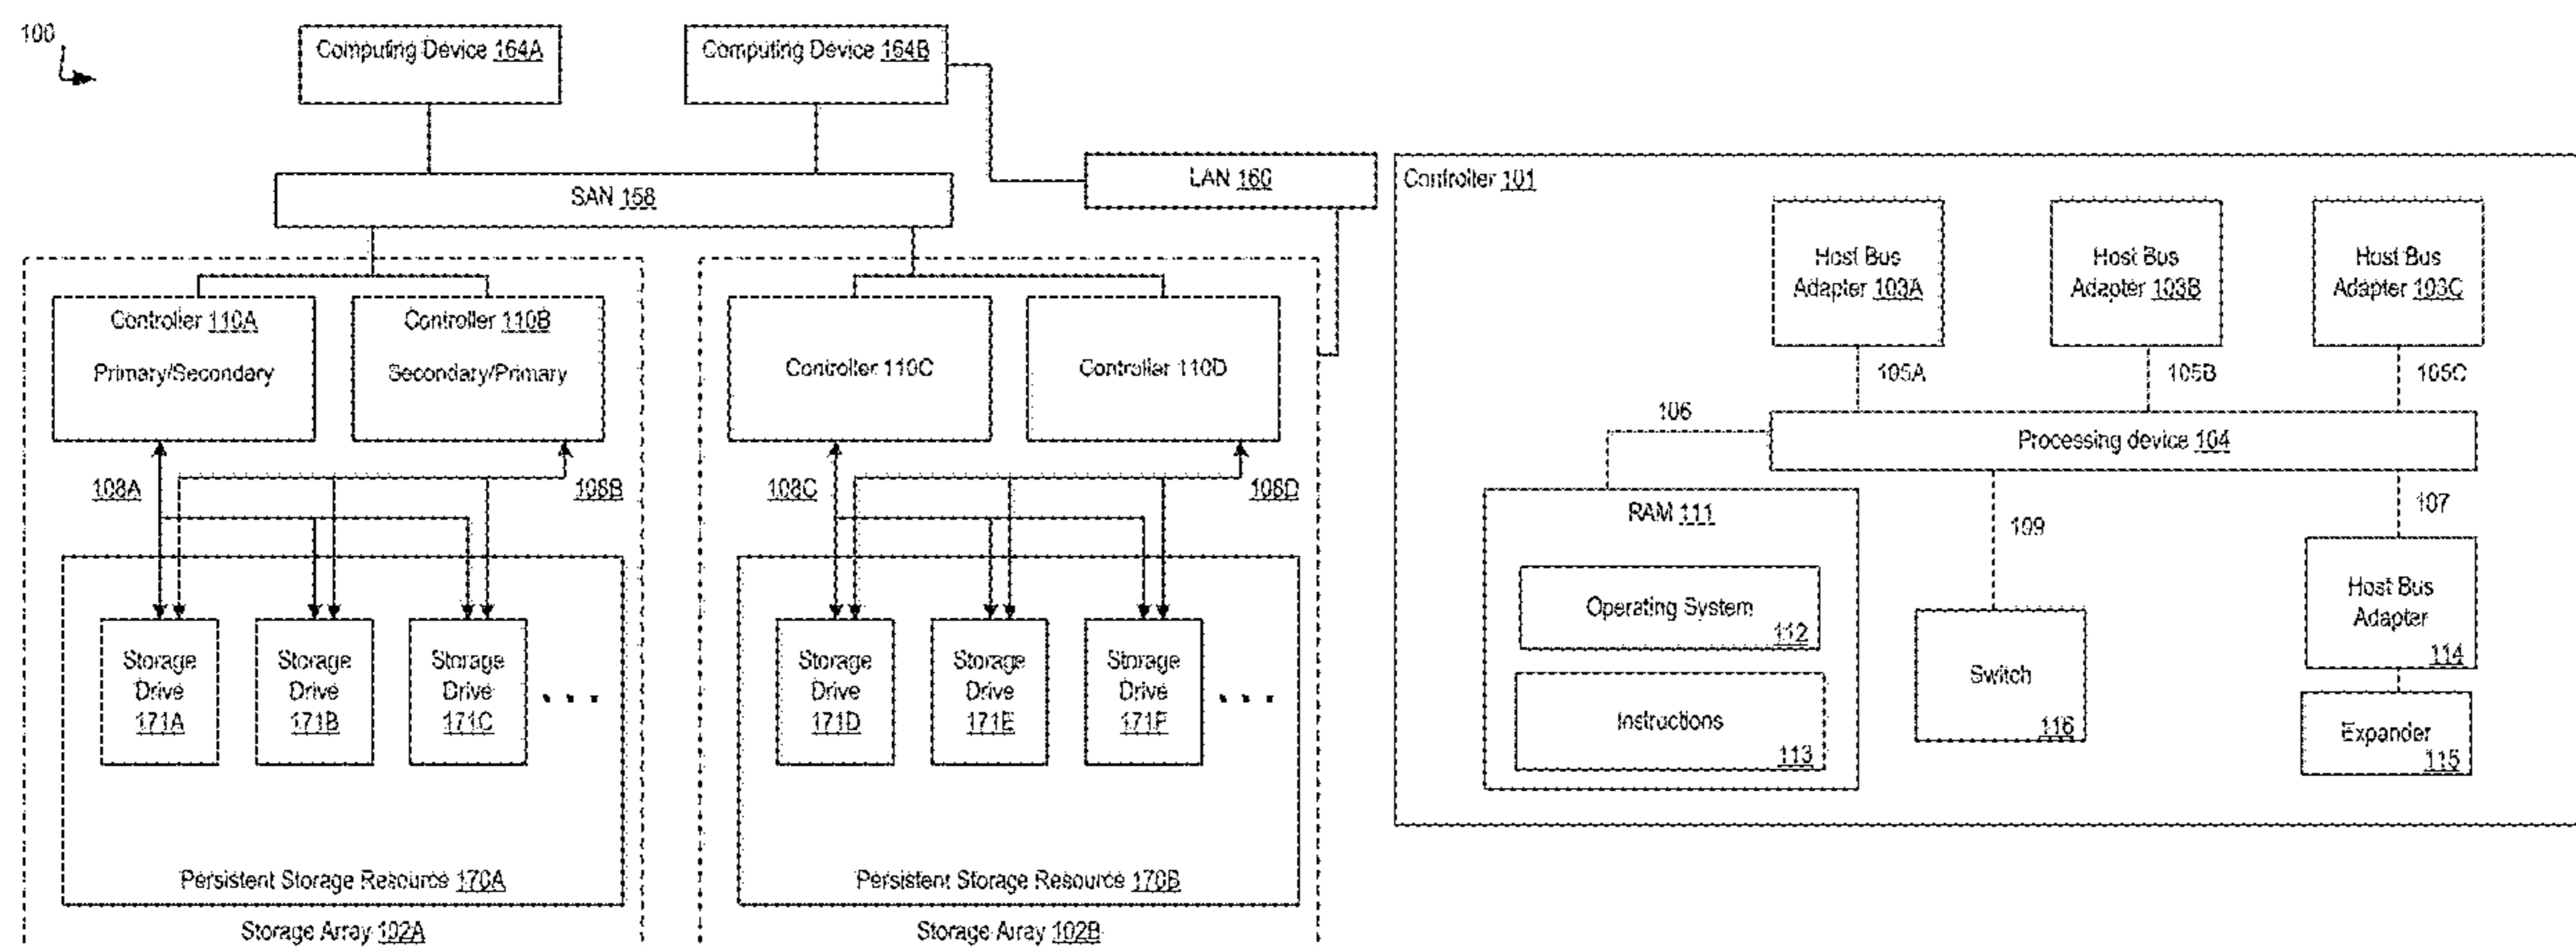 100
Computing Device 164A
Computing Device 164B
SAN 158
LAN 160
Controller 110A
Primary/Secondary
Controller 110B
Secondary/Primary
Controller 110C
Controller 110D
108A
108B
108C
108D
Storage
Drive
171A
Storage
Drive
171B
Storage
Drive
171C
. . .
Storage
Drive
171D
Storage
Drive
171E
Storage
Drive
171F
. . .
Persistent Storage Resource 170A
Persistent Storage Resource 170B
Storage Array 102A
Storage Array 102B
Controller 101
Host Bus
Adapter 103A
Host Bus
Adapter 103B
Host Bus
Adapter 103C
105A
105B
105C
106
Processing device 104
RAM 111
109
107
Operating System
112
Instructions
113
Switch
116
Host Bus
Adapter
114
Expander
115